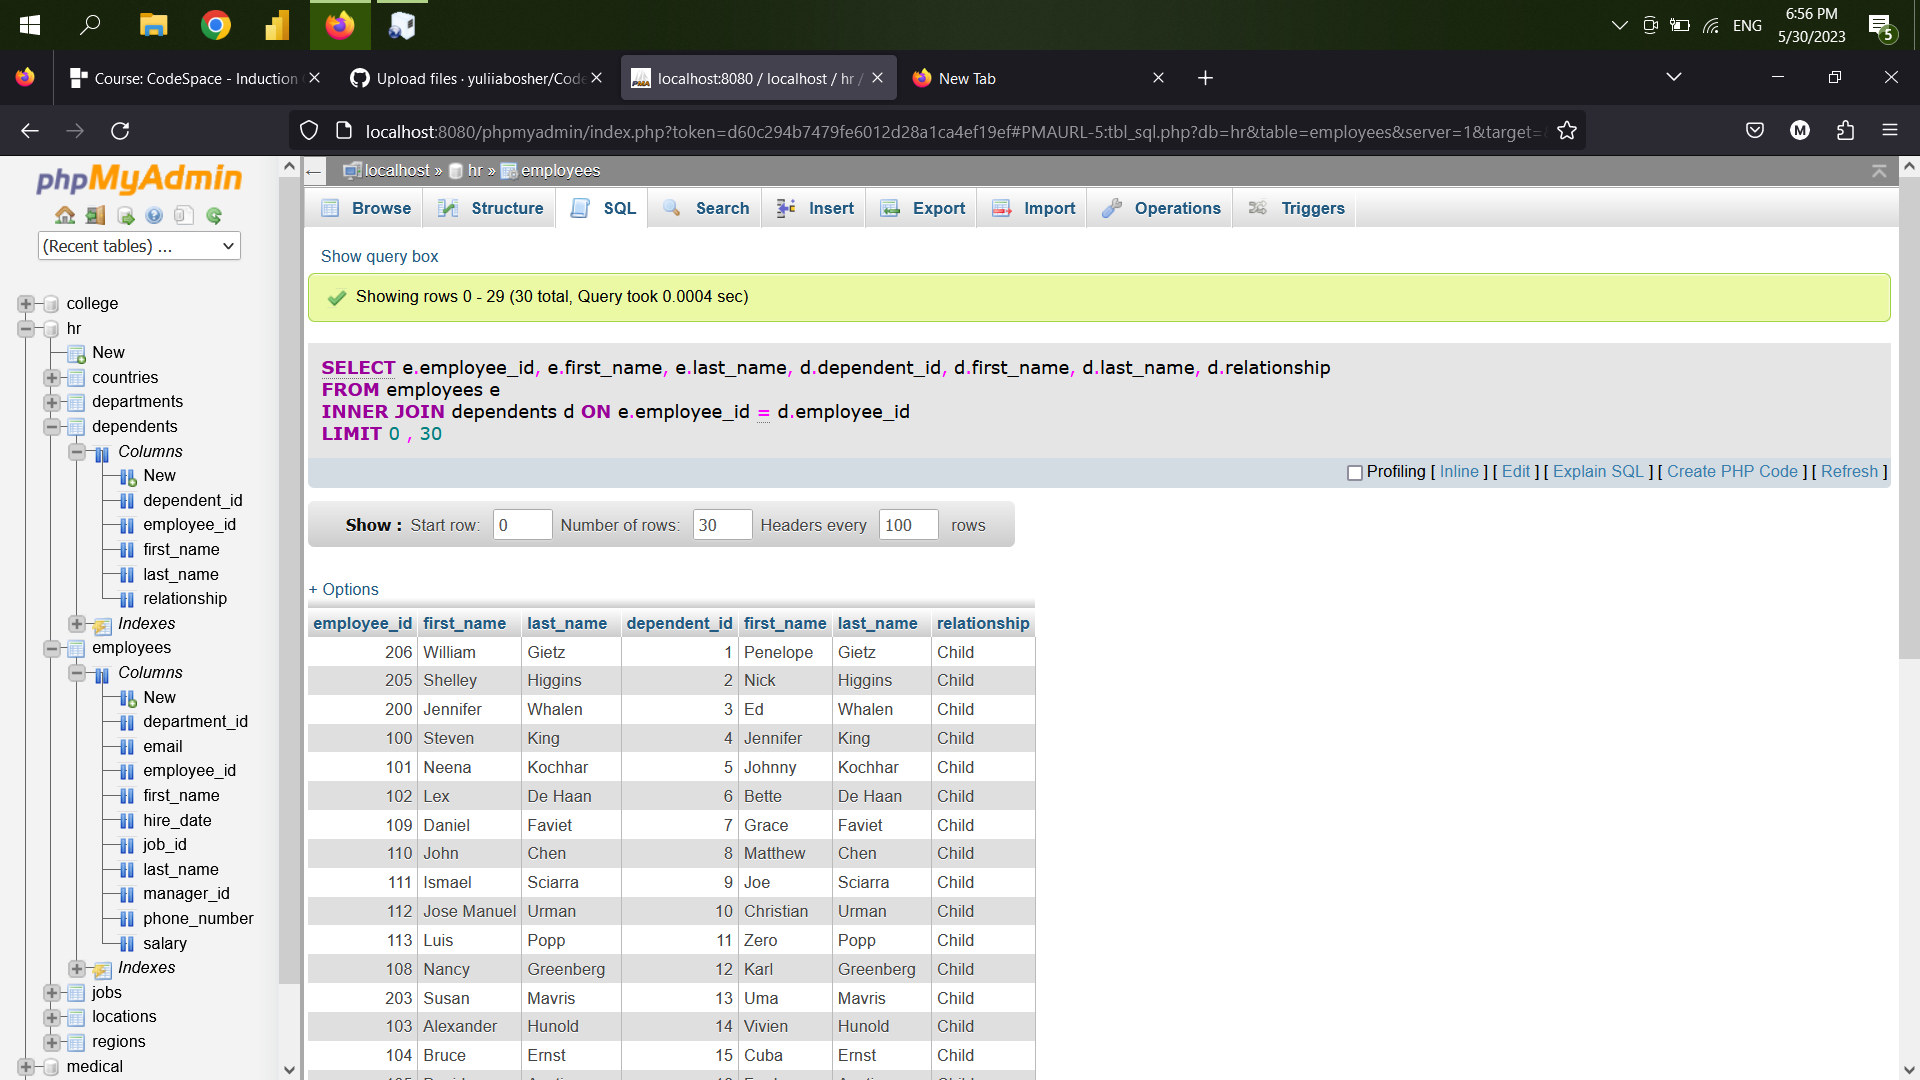 ENG
6:56 PM
5/30/2023
5
Course: CodeSpace - Induction
Upload files · yuliiabosher/Code
localhost:8080 / localhost / hr /
New Tab
localhost:8080/phpmyadmin/index.php?token=d60c294b7479fe6012d28a1ca4ef19ef#PMAURL-5:tbl_sql.php?db=hr&table=employees&server=1&target=
M
phpMyAdmin
(Recent tables) ...
college
hr
New
countries
departments
dependents
Columns
New
dependent_id
employee_id
first_name
last_name
relationship
Indexes
employees
Columns
New
department_id
email
employee_id
first_name
hire_date
job_id
last_name
manager_id
phone_number
salary
Indexes
jobs
locations
regions
medical
localhost » hr » employees
Browse Structure SQL Search Insert Export Import Operations Triggers
Show query box
Showing rows 0 - 29 (30 total, Query took 0.0004 sec)
SELECT e.employee_id, e.first_name, e.last_name, d.dependent_id, d.first_name, d.last_name, d.relationship
FROM employees e
INNER JOIN dependents d ON e.employee_id = d.employee_id
LIMIT 0 , 30
Profiling [ Inline ] [ Edit ] [ Explain SQL ] [ Create PHP Code ] [ Refresh ]
Show : Start row: 0 Number of rows: 30 Headers every 100 rows
+ Options
employee_id first_name last_name dependent_id first_name last_name relationship
206 William Gietz 1 Penelope Gietz Child
205 Shelley Higgins 2 Nick Higgins Child
200 Jennifer Whalen 3 Ed Whalen Child
100 Steven King 4 Jennifer King Child
101 Neena Kochhar 5 Johnny Kochhar Child
102 Lex De Haan 6 Bette De Haan Child
109 Daniel Faviet 7 Grace Faviet Child
110 John Chen 8 Matthew Chen Child
111 Ismael Sciarra 9 Joe Sciarra Child
112 Jose Manuel Urman 10 Christian Urman Child
113 Luis Popp 11 Zero Popp Child
108 Nancy Greenberg 12 Karl Greenberg Child
203 Susan Mavris 13 Uma Mavris Child
103 Alexander Hunold 14 Vivien Hunold Child
104 Bruce Ernst 15 Cuba Ernst Child